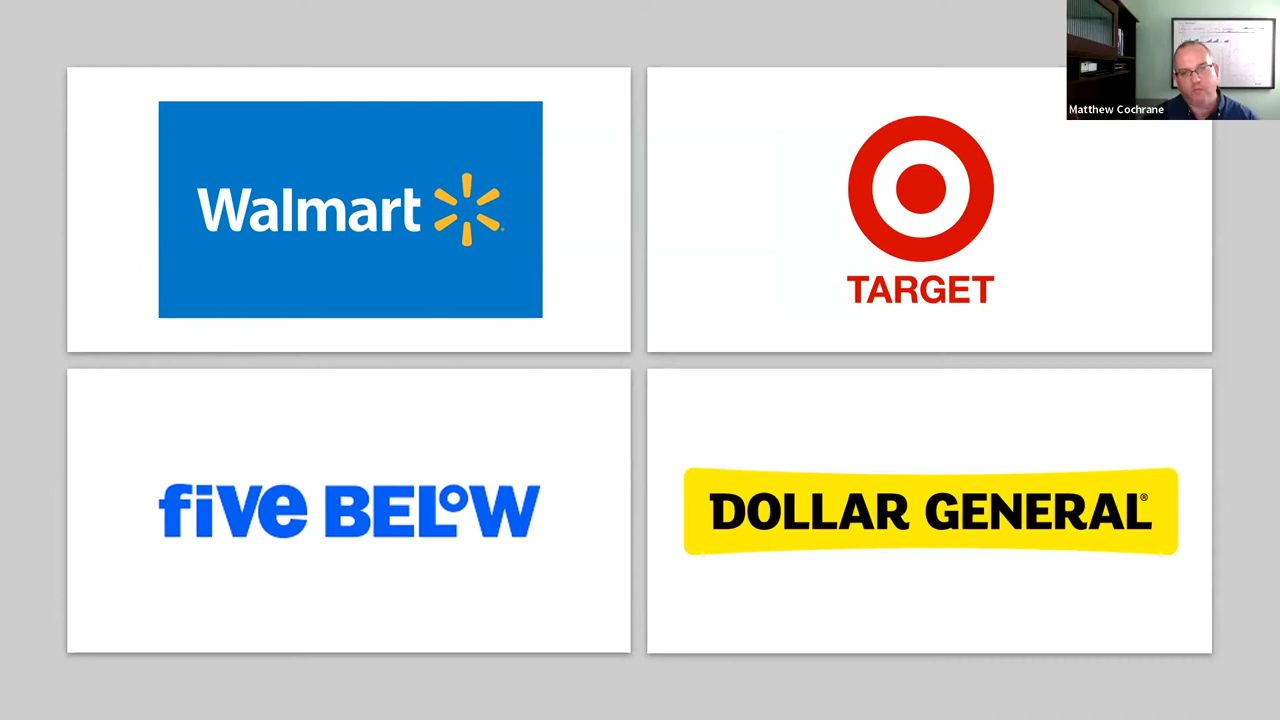 Matthew Cochrane
Walmart
TARGET
five BELOW
DOLLAR GENERAL®